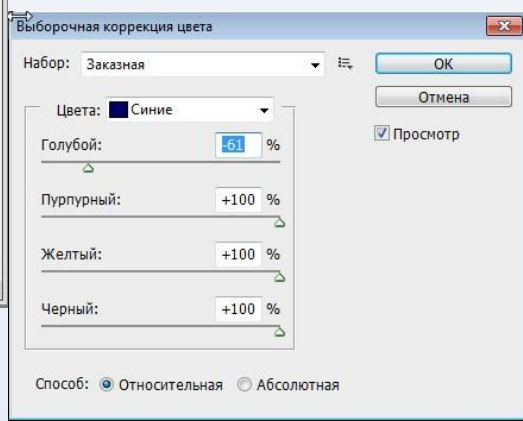 Выборочная коррекция цвета
Набор: Заказная
OK
Отмена
Просмотр
Цвета: Синие
Голубой: -61 %
Пурпурный: +100 %
Желтый: +100 %
Черный: +100 %
Способ: Относительная Абсолютная